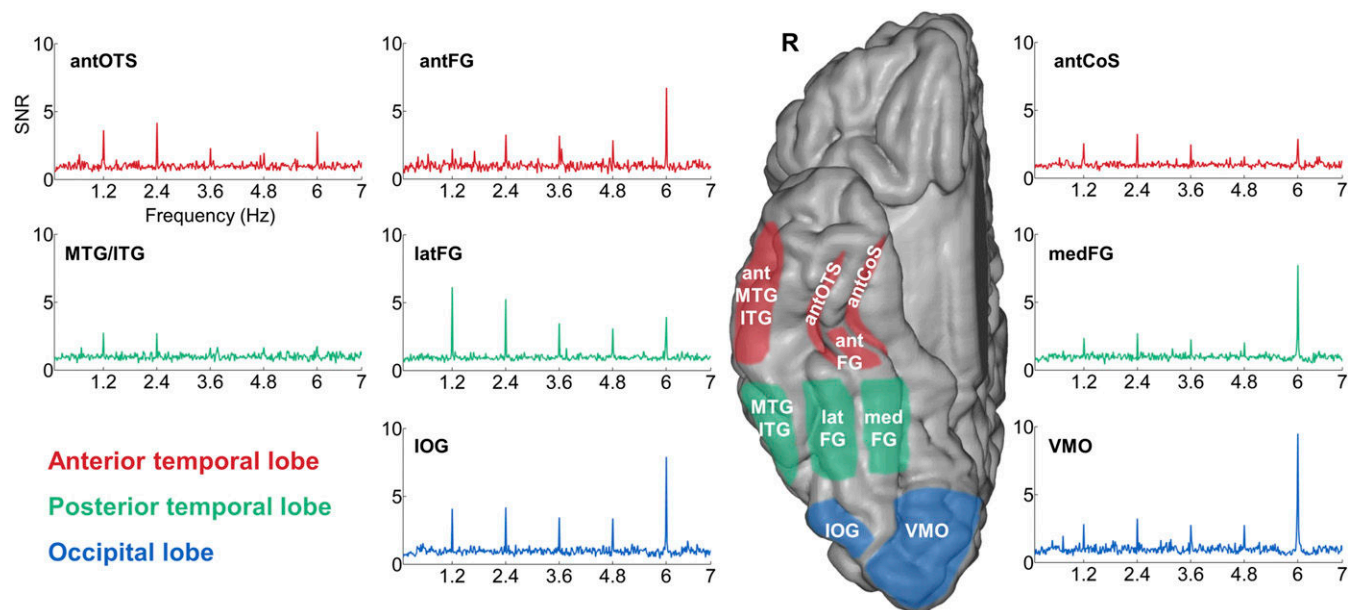 antOTS
10
5
0
SNR
1.2 2.4 3.6 4.8 6 7
Frequency (Hz)
antFG
10
5
0
1.2 2.4 3.6 4.8 6 7
R
antCoS
10
5
0
1.2 2.4 3.6 4.8 6 7
MTG/ITG
10
5
0
1.2 2.4 3.6 4.8 6 7
latFG
10
5
0
1.2 2.4 3.6 4.8 6 7
ant
MTG
ITG
antOTS
antCoS
ant
FG
MTG
ITG
lat
FG
med
FG
IOG
VMO
medFG
10
5
0
1.2 2.4 3.6 4.8 6 7
Anterior temporal lobe
Posterior temporal lobe
Occipital lobe
IOG
10
5
0
1.2 2.4 3.6 4.8 6 7
VMO
10
5
0
1.2 2.4 3.6 4.8 6 7